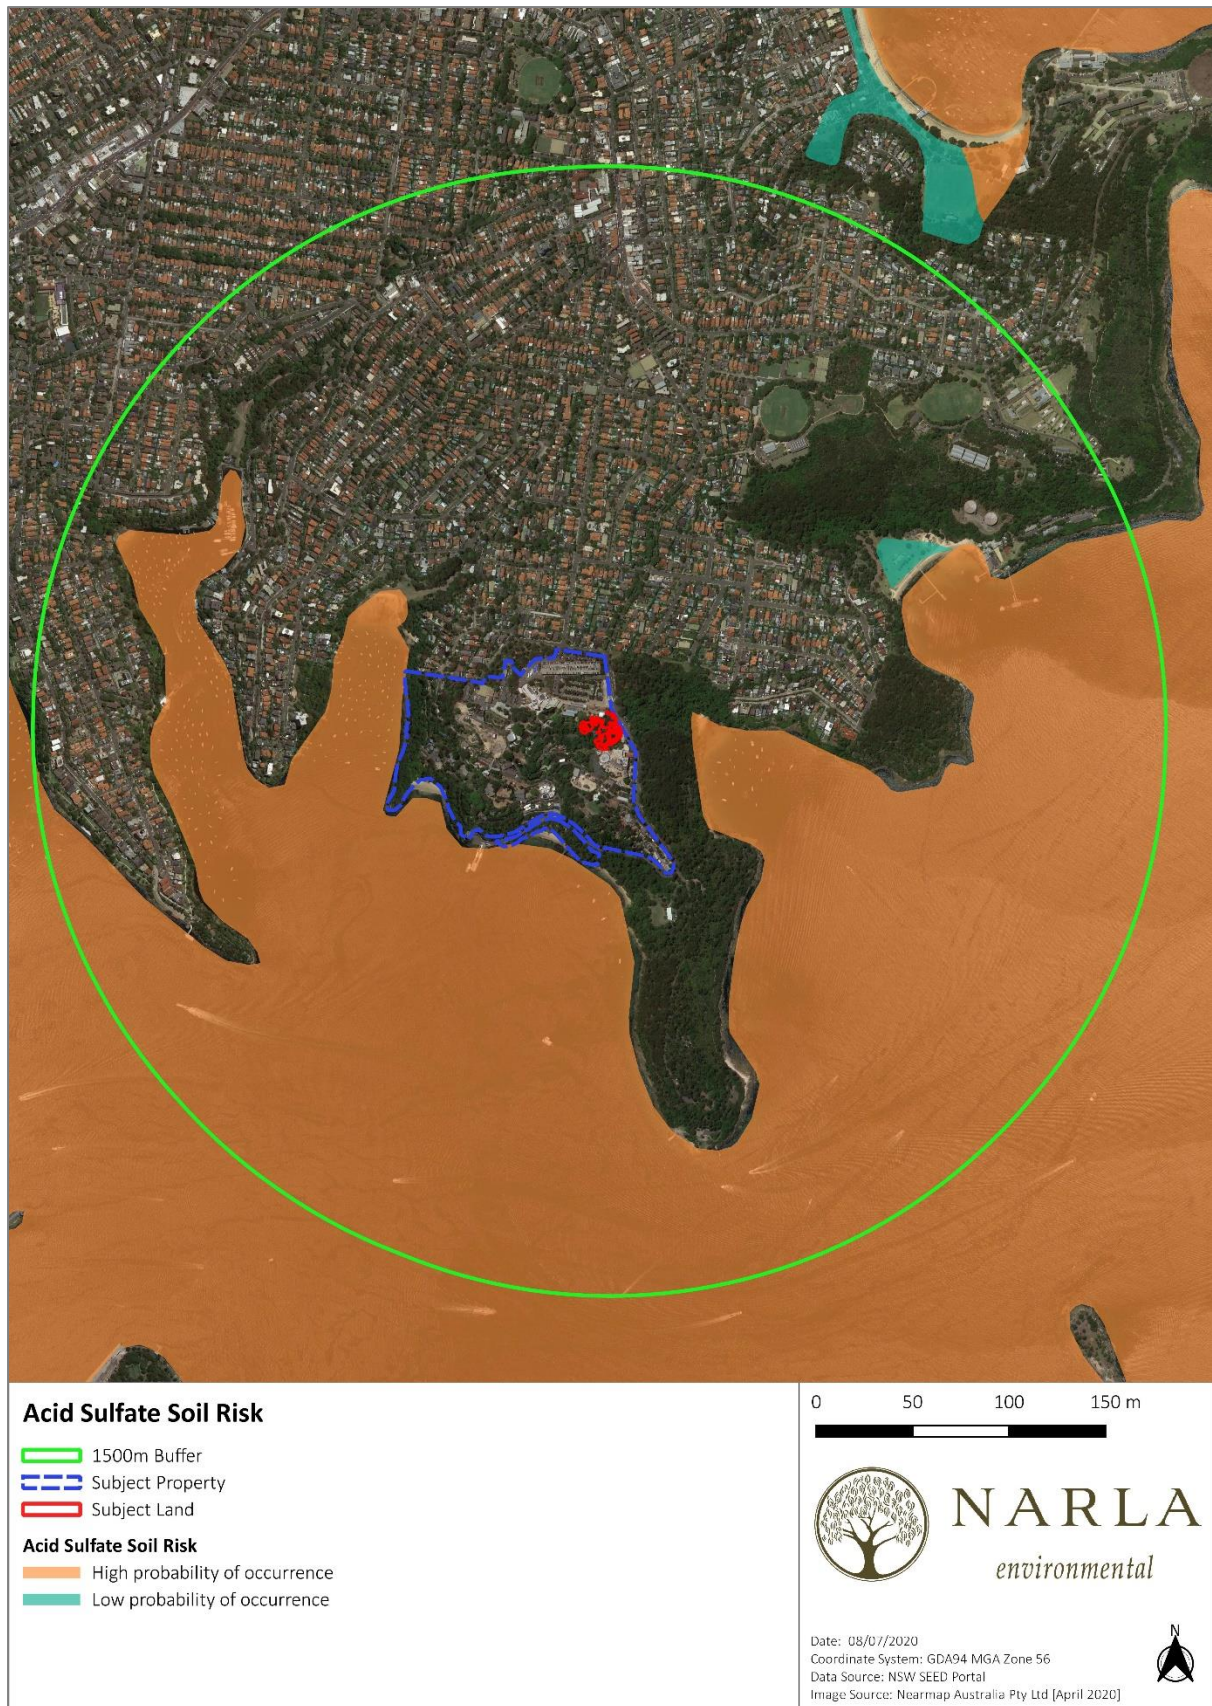 Acid Sulfate Soil Risk
1500m Buffer
Subject Property
Subject Land
Acid Sulfate Soil Risk
High probability of occurrence
Low probability of occurrence
0 50 100 150 m
NARLA
environmental
Date: 08/07/2020
Coordinate System: GDA94 MGA Zone 56
Data Source: NSW SEED Portal
Image Source: Nearmap Australia Pty Ltd [April 2020]
N